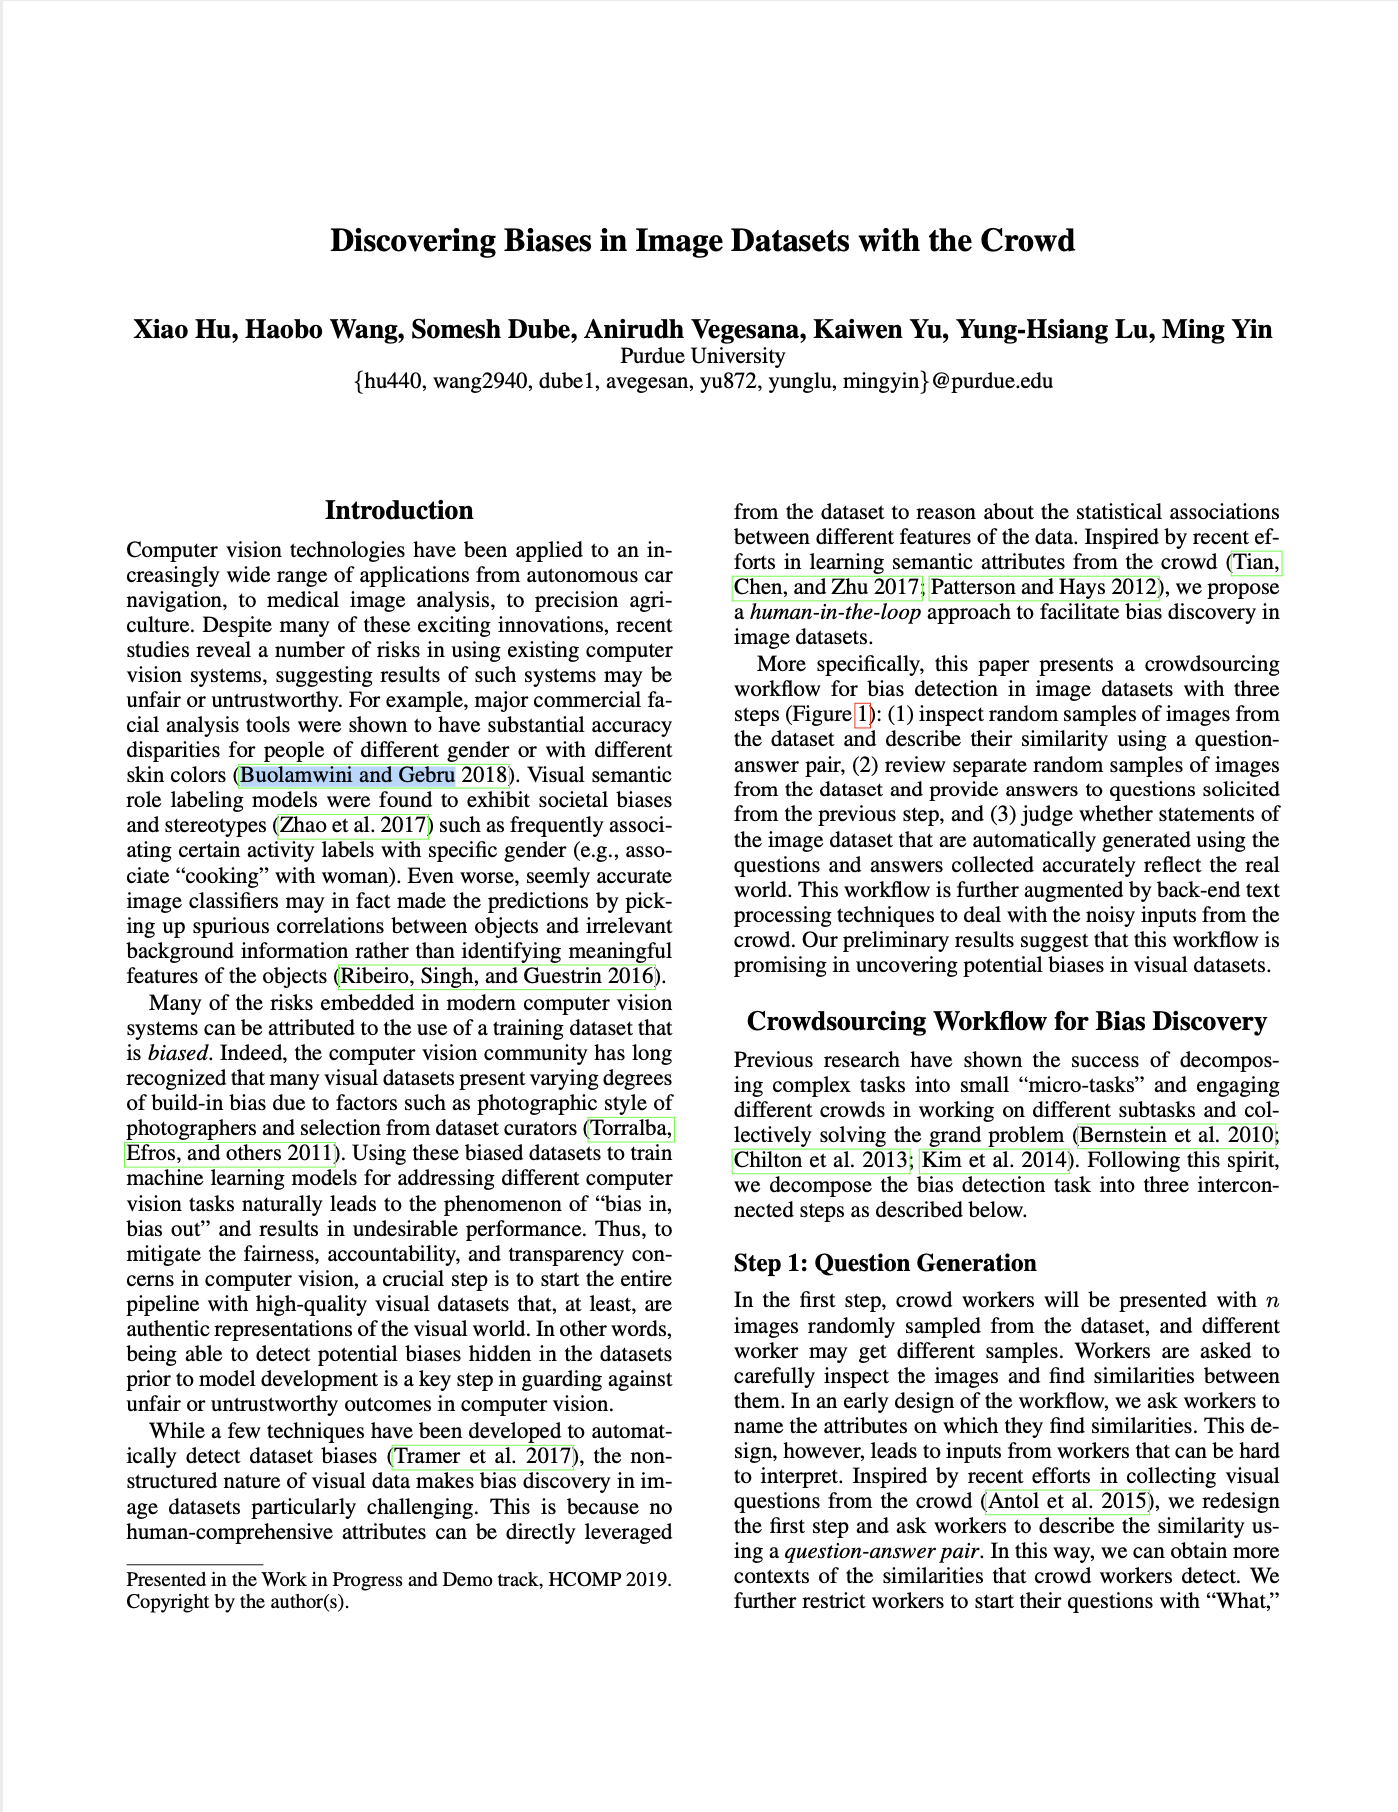 Discovering Biases in Image Datasets with the Crowd
Xiao Hu, Haobo Wang, Somesh Dube, Anirudh Vegesana, Kaiwen Yu, Yung-Hsiang Lu, Ming Yin
Purdue University
{hu440, wang2940, dube1, avegesan, yu872, yunglu, mingyin}@purdue.edu
Introduction
Computer vision technologies have been applied to an in-
creasingly wide range of applications from autonomous car
navigation, to medical image analysis, to precision agri-
culture. Despite many of these exciting innovations, recent
studies reveal a number of risks in using existing computer
vision systems, suggesting results of such systems may be
unfair or untrustworthy. For example, major commercial fa-
cial analysis tools were shown to have substantial accuracy
disparities for people of different gender or with different
skin colors (Buolamwini and Gebru 2018). Visual semantic
role labeling models were found to exhibit societal biases
and stereotypes (Zhao et al. 2017) such as frequently associ-
ating certain activity labels with specific gender (e.g., asso-
ciate “cooking” with woman). Even worse, seemly accurate
image classifiers may in fact made the predictions by pick-
ing up spurious correlations between objects and irrelevant
background information rather than identifying meaningful
features of the objects (Ribeiro, Singh, and Guestrin 2016).
Many of the risks embedded in modern computer vision
systems can be attributed to the use of a training dataset that
is biased. Indeed, the computer vision community has long
recognized that many visual datasets present varying degrees
of build-in bias due to factors such as photographic style of
photographers and selection from dataset curators (Torralba,
Efros, and others 2011). Using these biased datasets to train
machine learning models for addressing different computer
vision tasks naturally leads to the phenomenon of “bias in,
bias out” and results in undesirable performance. Thus, to
mitigate the fairness, accountability, and transparency con-
cerns in computer vision, a crucial step is to start the entire
pipeline with high-quality visual datasets that, at least, are
authentic representations of the visual world. In other words,
being able to detect potential biases hidden in the datasets
prior to model development is a key step in guarding against
unfair or untrustworthy outcomes in computer vision.
While a few techniques have been developed to automat-
ically detect dataset biases (Tramer et al. 2017), the non-
structured nature of visual data makes bias discovery in im-
age datasets particularly challenging. This is because no
human-comprehensive attributes can be directly leveraged
Presented in the Work in Progress and Demo track, HCOMP 2019.
Copyright by the author(s).
from the dataset to reason about the statistical associations
between different features of the data. Inspired by recent ef-
forts in learning semantic attributes from the crowd (Tian,
Chen, and Zhu 2017; Patterson and Hays 2012), we propose
a human-in-the-loop approach to facilitate bias discovery in
image datasets.
More specifically, this paper presents a crowdsourcing
workflow for bias detection in image datasets with three
steps (Figure 1): (1) inspect random samples of images from
the dataset and describe their similarity using a question-
answer pair, (2) review separate random samples of images
from the dataset and provide answers to questions solicited
from the previous step, and (3) judge whether statements of
the image dataset that are automatically generated using the
questions and answers collected accurately reflect the real
world. This workflow is further augmented by back-end text
processing techniques to deal with the noisy inputs from the
crowd. Our preliminary results suggest that this workflow is
promising in uncovering potential biases in visual datasets.
Crowdsourcing Workflow for Bias Discovery
Previous research have shown the success of decompos-
ing complex tasks into small “micro-tasks” and engaging
different crowds in working on different subtasks and col-
lectively solving the grand problem (Bernstein et al. 2010;
Chilton et al. 2013; Kim et al. 2014). Following this spirit,
we decompose the bias detection task into three intercon-
nected steps as described below.
Step 1: Question Generation
In the first step, crowd workers will be presented with n
images randomly sampled from the dataset, and different
worker may get different samples. Workers are asked to
carefully inspect the images and find similarities between
them. In an early design of the workflow, we ask workers to
name the attributes on which they find similarities. This de-
sign, however, leads to inputs from workers that can be hard
to interpret. Inspired by recent efforts in collecting visual
questions from the crowd (Antol et al. 2015), we redesign
the first step and ask workers to describe the similarity us-
ing a question-answer pair. In this way, we can obtain more
contexts of the similarities that crowd workers detect. We
further restrict workers to start their questions with “What,”